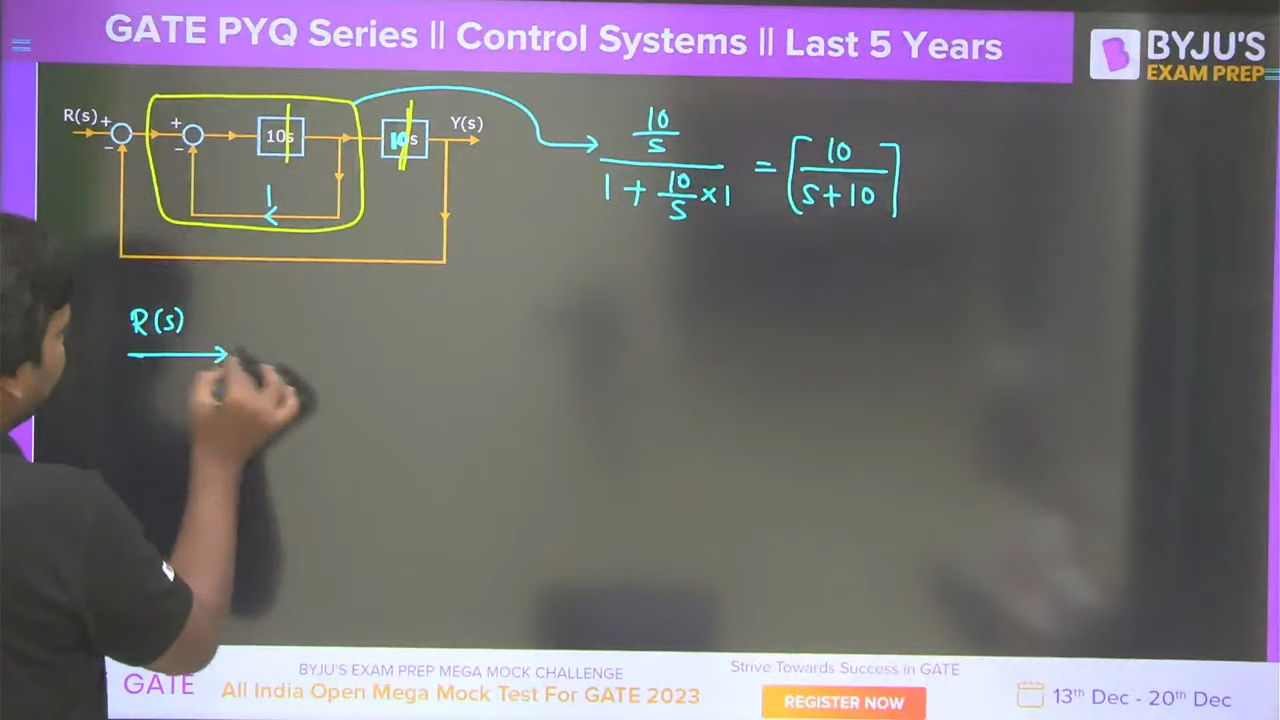 GATE PYQ Series || Control Systems || Last 5 Years
BYJU'S
EXAM PREP
R(s)
+
−
+
−
10s
10s
Y(s)
1
10
s
1 + 10/s × 1
= [10
s + 10]
R(s)
GATE
BYJU'S EXAM PREP MEGA MOCK CHALLENGE
All India Open Mega Mock Test For GATE 2023
Strive Towards Success in GATE
REGISTER NOW
13th Dec - 20th Dec